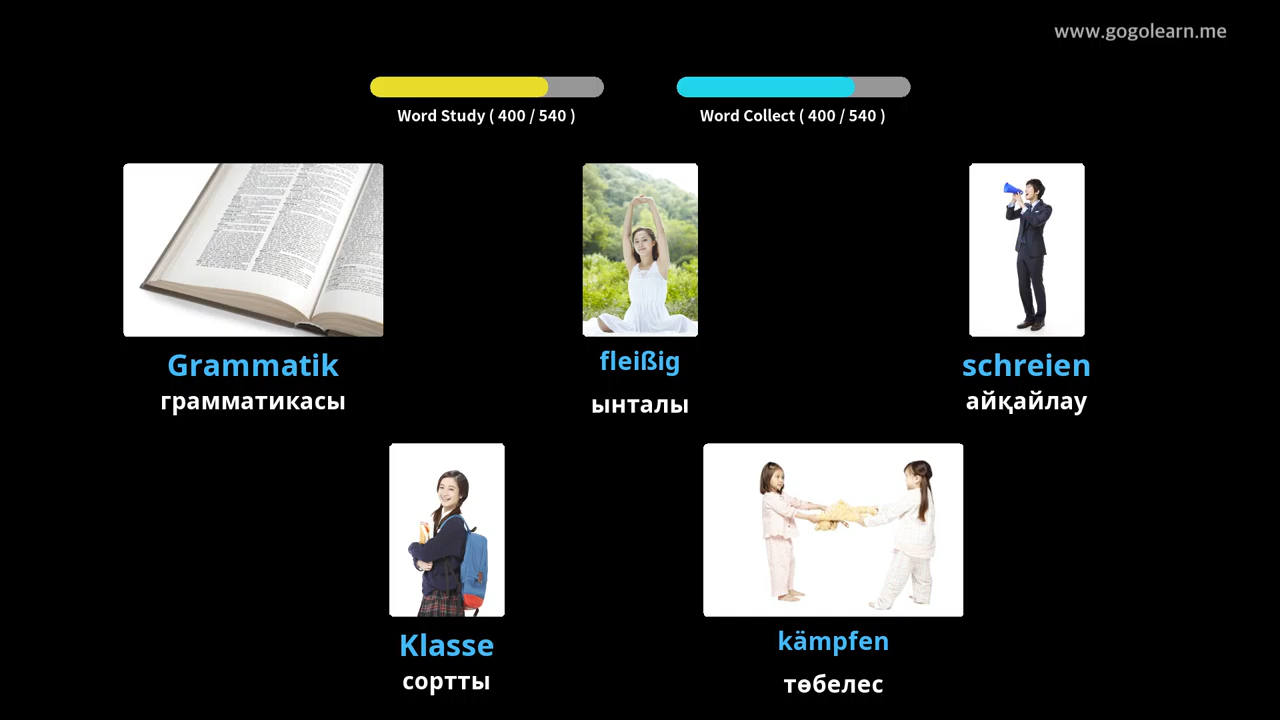 www.gogolearn.me
Word Study ( 400 / 540 )
Word Collect ( 400 / 540 )
Grammatik
грамматикасы
fleißig
ынталы
schreien
айқайлау
Klasse
сортты
kämpfen
төбелес